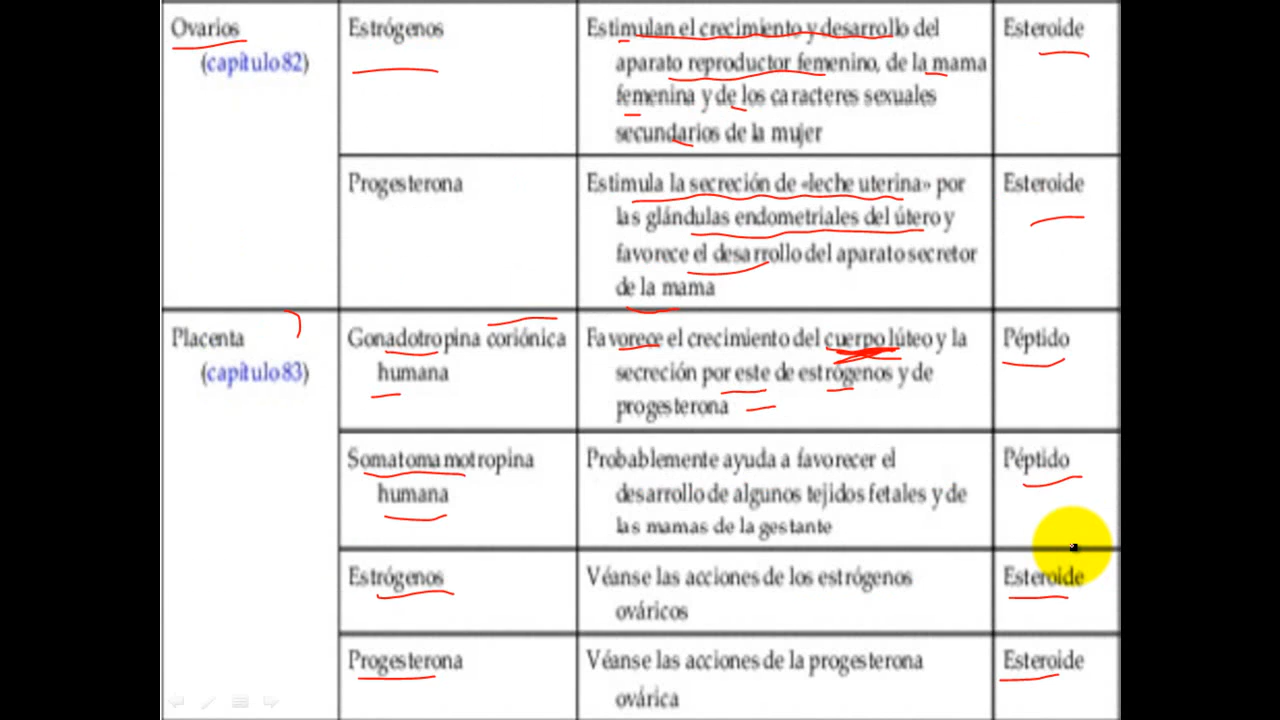 Ovarios
(capítulo 82)
Estrógenos
Estimulan el crecimiento y desarrollo del
aparato reproductor femenino, de la mama
femenina y de los caracteres sexuales
secundarios de la mujer
Esteroide
Progesterona
Estimula la secreción de «leche uterina» por
las glándulas endometriales del útero y
favorece el desarrollo del aparato secretor
de la mama
Esteroide
Placenta
(capítulo 83)
Gonadotropina coriónica
humana
Favorece el crecimiento del cuerpo lúteo y la
secreción por este de estrógenos y de
progesterona
Péptido
Somatomamotropina
humana
Probablemente ayuda a favorecer el
desarrollo de algunos tejidos fetales y de
las mamas de la gestante
Péptido
Estrógenos
Véanse las acciones de los estrógenos
ováricos
Esteroide
Progesterona
Véanse las acciones de la progesterona
ovárica
Esteroide